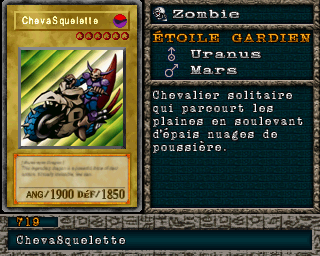 ChevaSquelette
ANG/1900 DÉF/1850
Zombie
ÉTOILE GARDIEN
Uranus
Mars
Chevalier solitaire
qui parcourt les
plaines en soulevant
d'épais nuages de
poussière.
719
ChevaSquelette